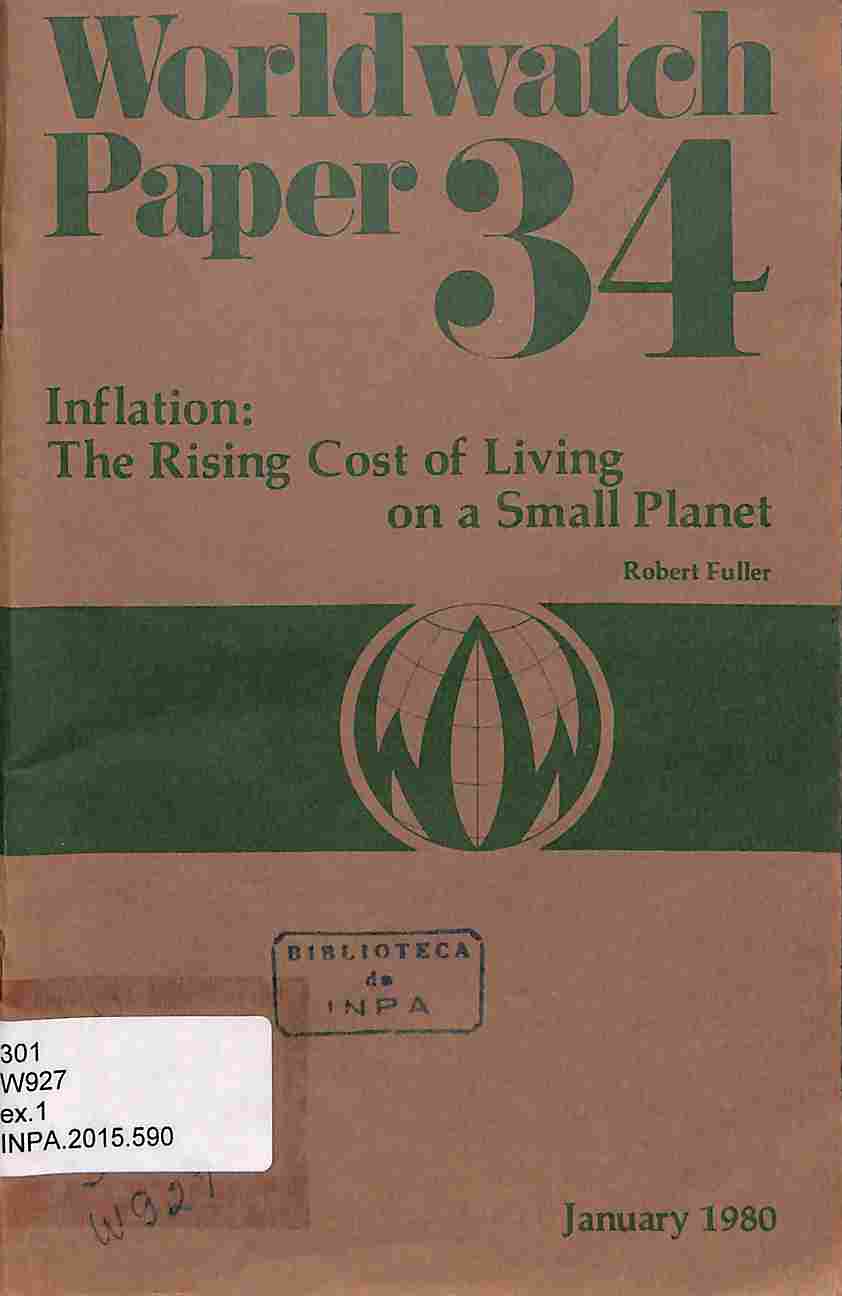 Worldwatch
Paper 34
Inflation:
The Rising Cost of Living
on a Small Planet
Robert Fuller
BIBLIOTECA
do
INPA
301
W927
ex.1
INPA.2015.590
W927
January 1980